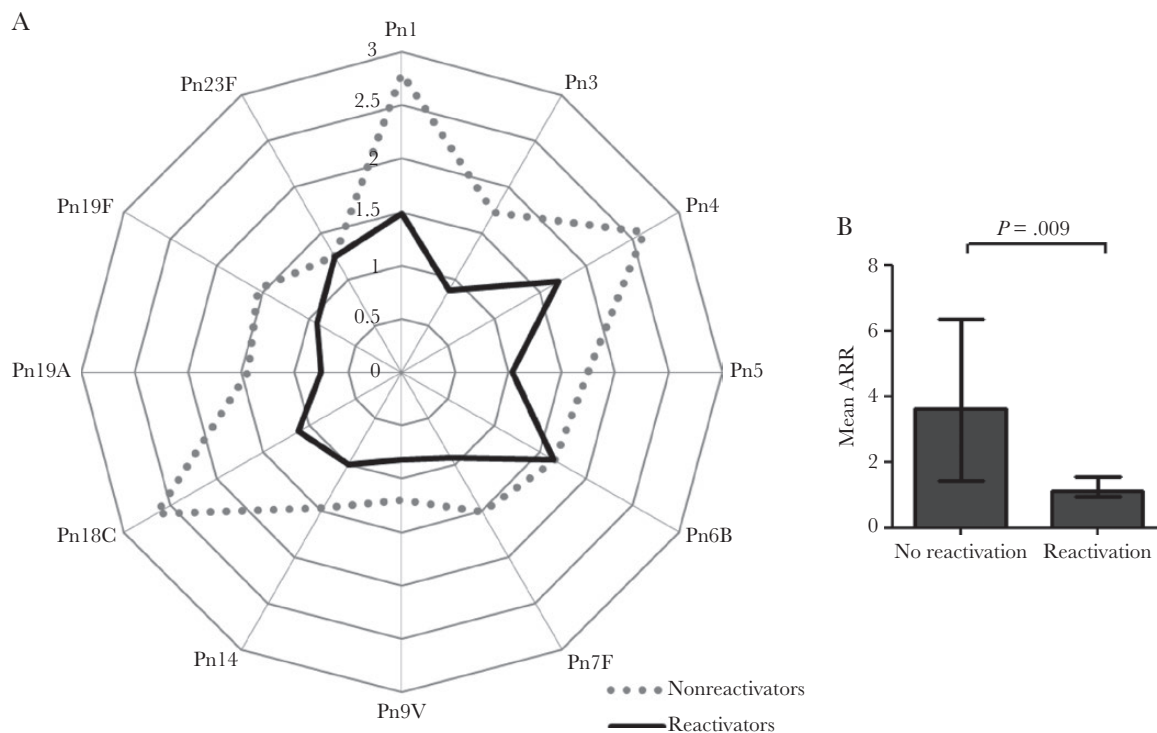 A
Pn1
3
Pn23F
Pn3
2.5
2
Pn19F
1.5
Pn4
1
0.5
Pn19A
0
Pn5
Pn18C
Pn6B
Pn14
Pn7F
Pn9V
Nonreactivators
Reactivators
B
P = .009
8
6
4
2
0
Mean ARR
No reactivation
Reactivation